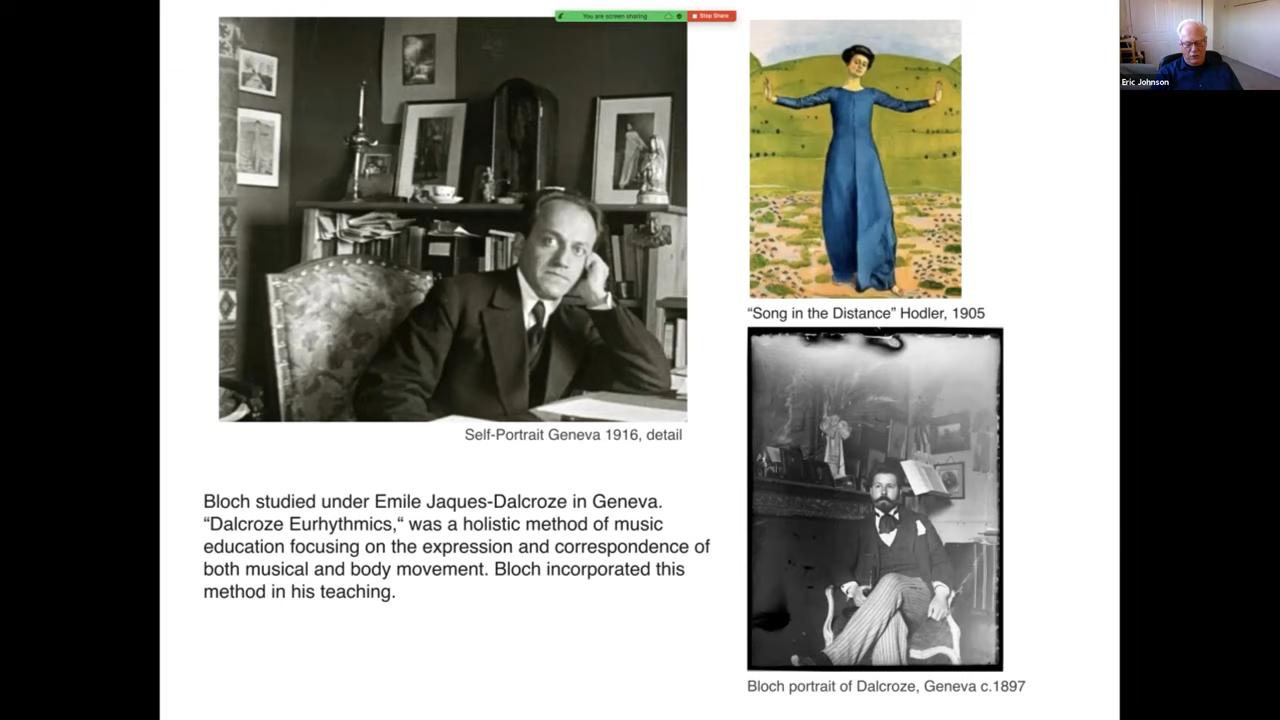 You are screen sharing
Stop Share
Eric Johnson
“Song in the Distance” Hodler, 1905
Self-Portrait Geneva 1916, detail
Bloch studied under Emile Jaques-Dalcroze in Geneva.
“Dalcroze Eurhythmics,“ was a holistic method of music
education focusing on the expression and correspondence of
both musical and body movement. Bloch incorporated this
method in his teaching.
Bloch portrait of Dalcroze, Geneva c.1897